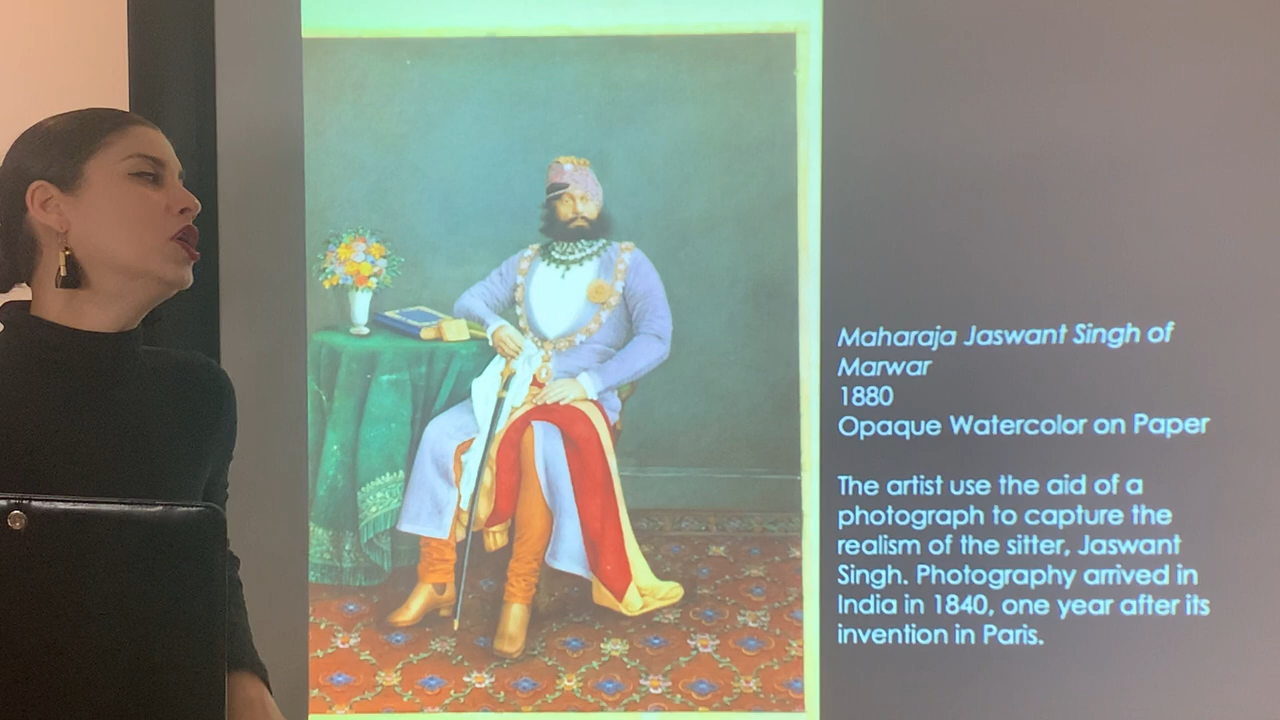 Maharaja Jaswant Singh of
Marwar
1880
Opaque Watercolor on Paper
The artist use the aid of a
photograph to capture the
realism of the sitter, Jaswant
Singh. Photography arrived in
India in 1840, one year after its
invention in Paris.